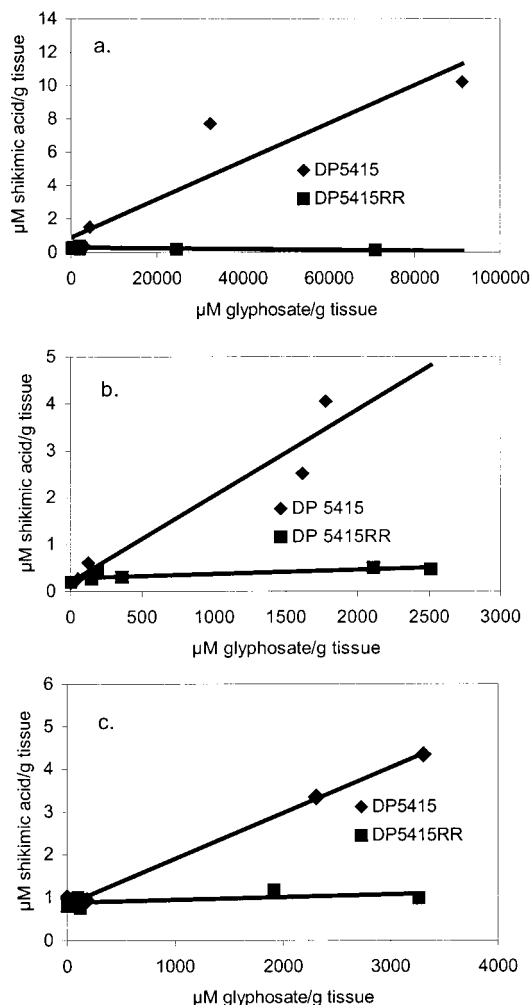 a.
µM shikimic acid/g tissue
14
12
10
8
6
4
2
0
DP5415
DP5415RR
0 20000 40000 60000 80000 100000
µM glyphosate/g tissue
b.
µM shikimic acid/g tissue
5
4
3
2
1
0
DP 5415
DP 5415RR
0 500 1000 1500 2000 2500 3000
µM glyphosate/g tissue
c.
µM shikimic acid/g tissue
6
5
4
3
2
1
0
DP5415
DP5415RR
0 1000 2000 3000 4000
µM glyphosate/g tissue